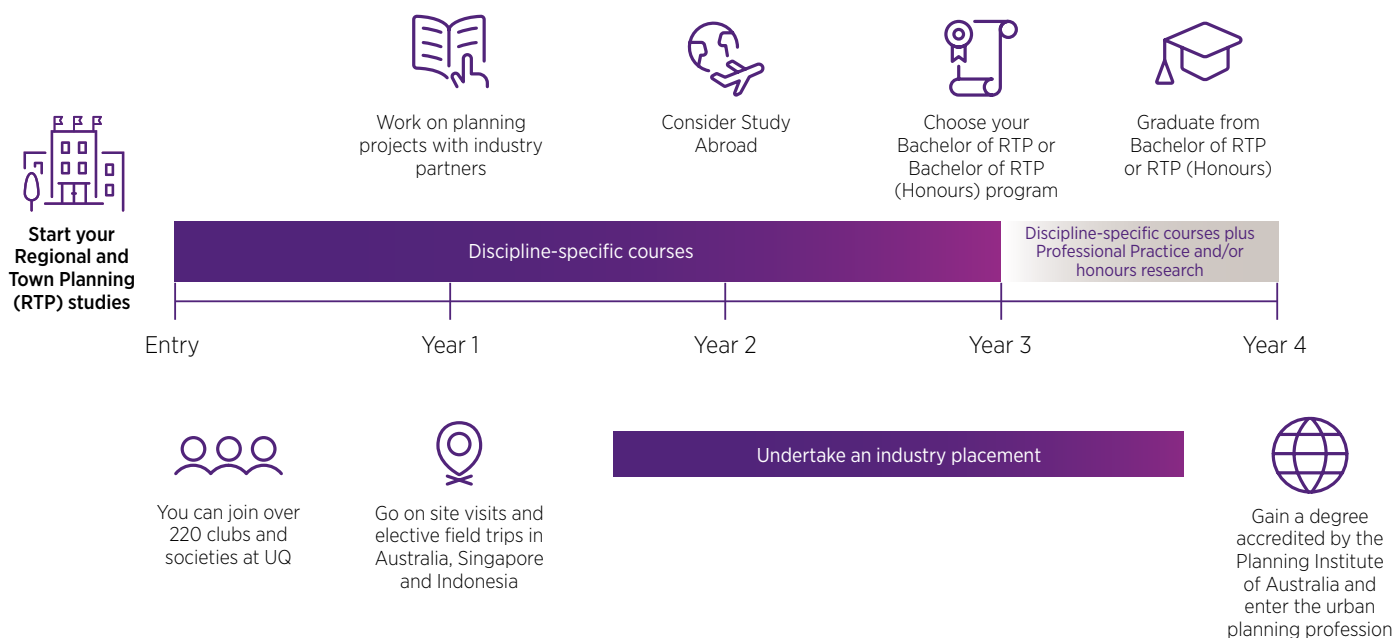 Work on planning
projects with industry
partners
Consider Study
Abroad
Choose your
Bachelor of RTP or
Bachelor of RTP
(Honours) program
Graduate from
Bachelor of RTP
or RTP (Honours)
Start your
Regional and
Town Planning
(RTP) studies
Discipline-specific courses
Discipline-specific courses plus
Professional Practice and/or
honours research
Entry
Year 1
Year 2
Year 3
Year 4
You can join over
220 clubs and
societies at UQ
Go on site visits and
elective field trips in
Australia, Singapore
and Indonesia
Undertake an industry placement
Gain a degree
accredited by the
Planning Institute
of Australia and
enter the urban
planning profession